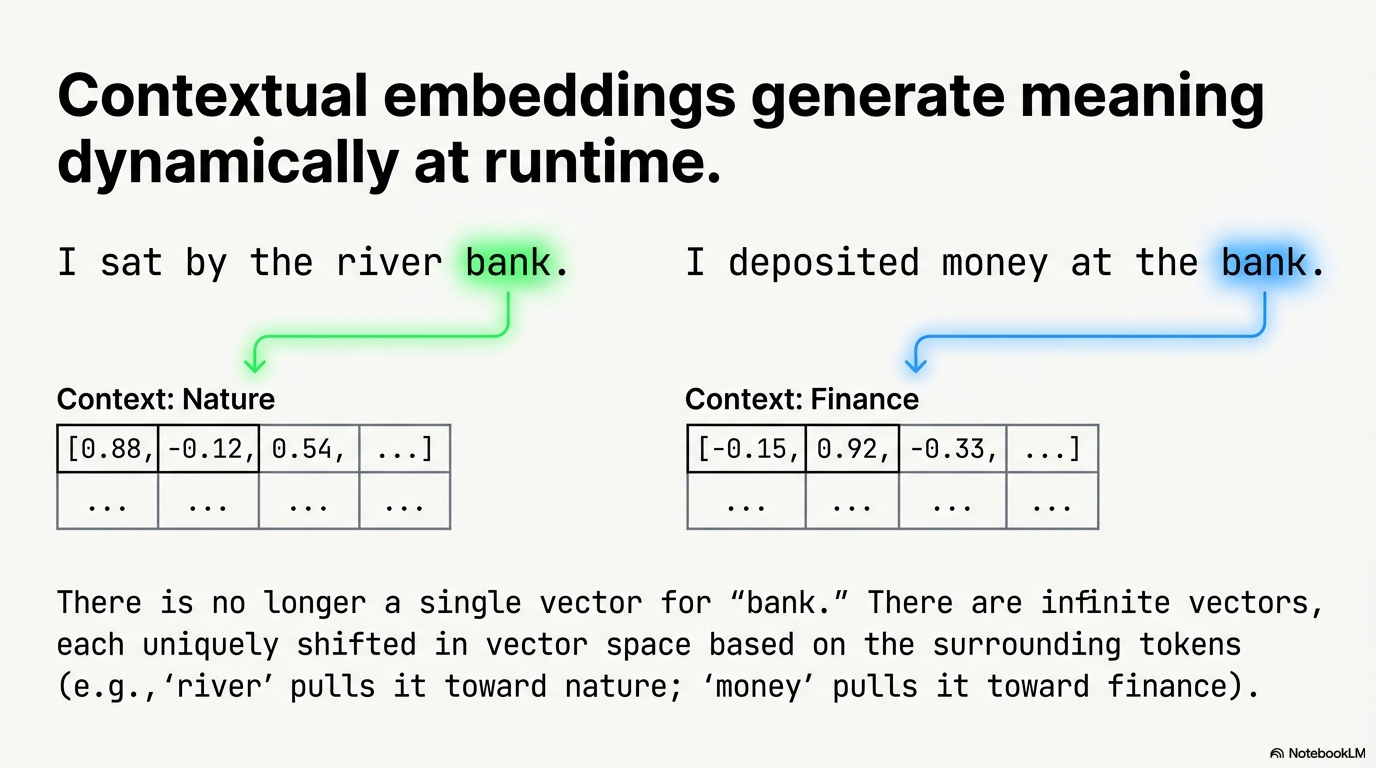 Contextual embeddings generate meaning
dynamically at runtime.
I sat by the river bank.
I deposited money at the bank.
Context: Nature
[0.88, -0.12, 0.54, ...]
... ... ... ...
Context: Finance
[-0.15, 0.92, -0.33, ...]
... ... ... ...
There is no longer a single vector for “bank.” There are infinite vectors,
each uniquely shifted in vector space based on the surrounding tokens
(e.g., ‘river’ pulls it toward nature; ‘money’ pulls it toward finance).
NotebookLM